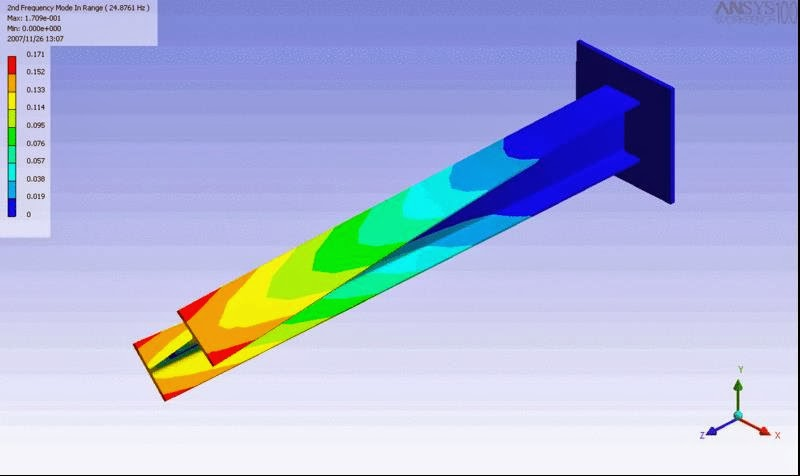 2nd Frequency Mode In Range ( 24.8761 Hz )
Max: 1.709e-001
Min: 0.000e+000
2007/11/26 13:07
0.171
0.152
0.133
0.114
0.095
0.076
0.057
0.038
0.019
0
ANSYS
WORKBENCH
100
Y
Z
X